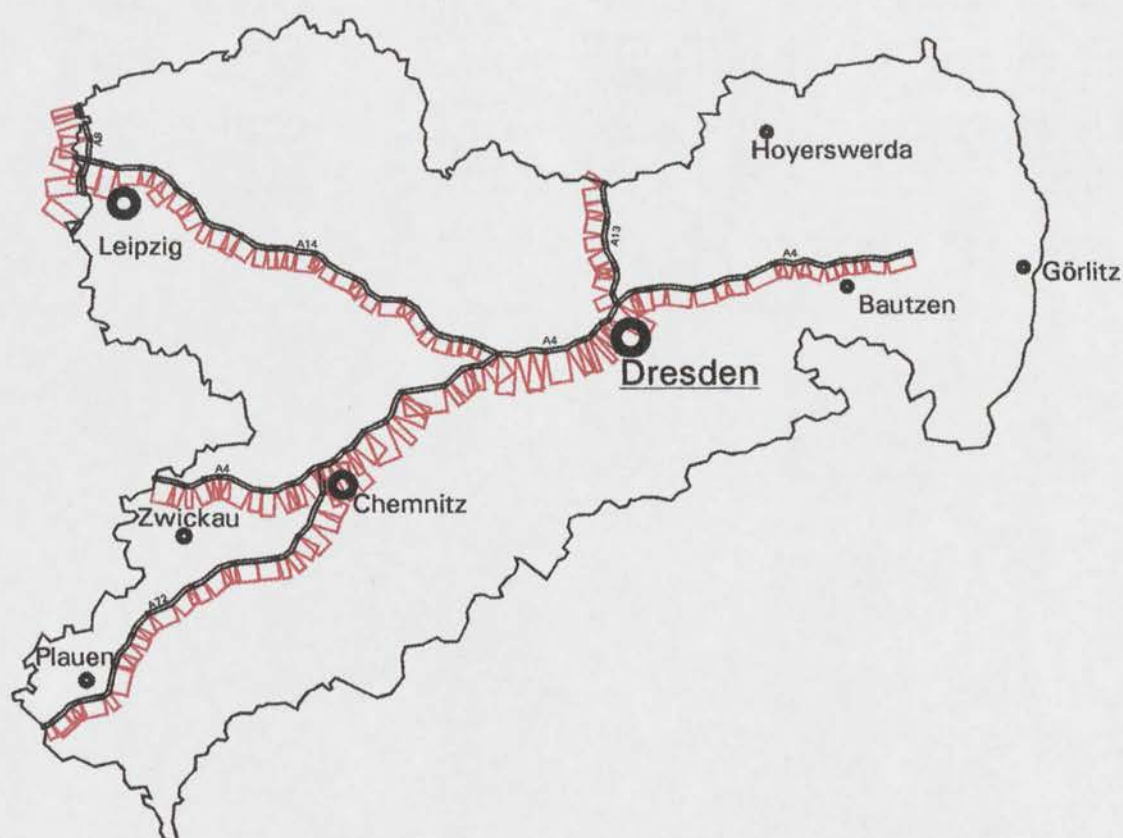 Hoyerswerda
A9
Leipzig
A14
A13
A4
Görlitz
Bautzen
A4
Dresden
A4
Chemnitz
Zwickau
A72
Plauen